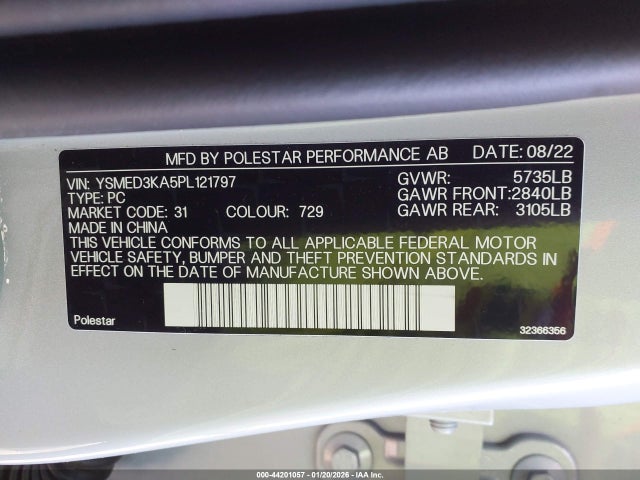 MFD BY POLESTAR PERFORMANCE AB DATE: 08/22
VIN: YSMED3KA5PL121797 GVWR: 5735LB
TYPE: PC GAWR FRONT:2840LB
MARKET CODE: 31 COLOUR: 729 GAWR REAR: 3105LB
MADE IN CHINA
THIS VEHICLE CONFORMS TO ALL APPLICABLE FEDERAL MOTOR
VEHICLE SAFETY, BUMPER AND THEFT PREVENTION STANDARDS IN
EFFECT ON THE DATE OF MANUFACTURE SHOWN ABOVE.
Polestar 32366356
000-44201057 - 01/20/2026 - IAAI.COM